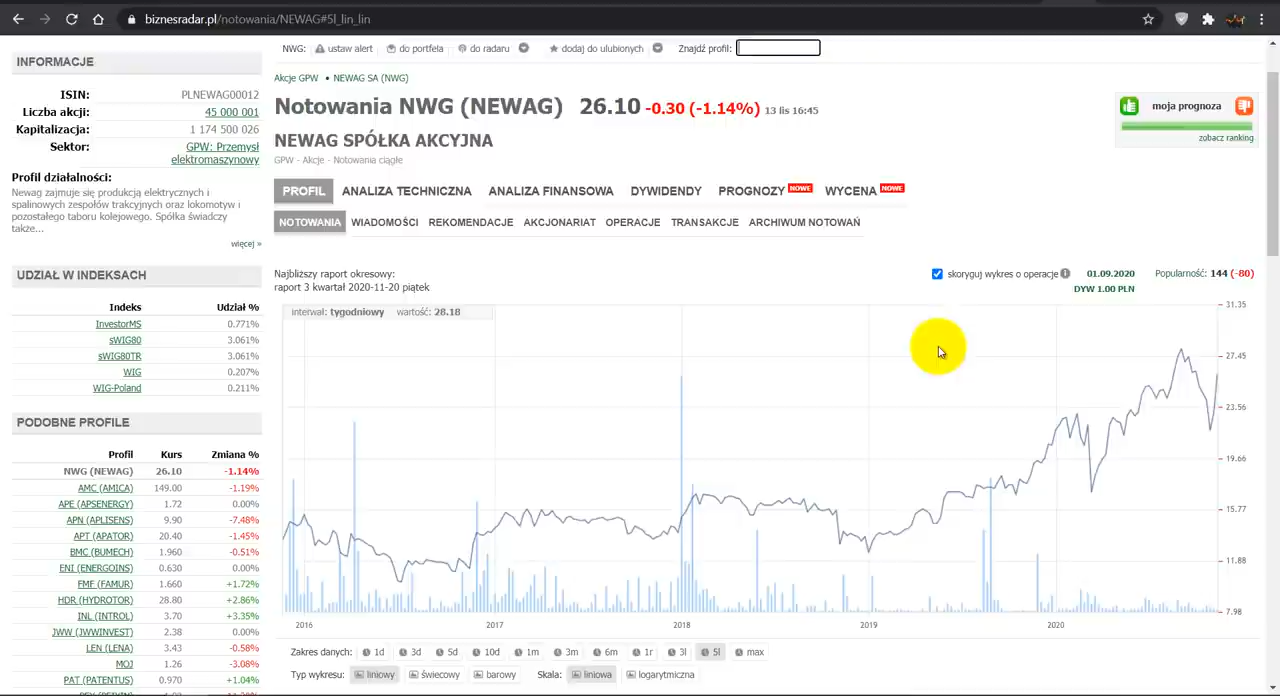 biznesradar.pl/notowania/NEWAG#5l_lin_lin
NWG: ustaw alert do portfela do radaru dodaj do ulubionych Znajdź profil:
INFORMACJE
ISIN: PLNEWAG00012
Liczba akcji: 45 000 001
Kapitalizacja: 1 174 500 026
Sektor: GPW: Przemysł
elektromaszynowy
Profil działalności:
Newag zajmuje się produkcją elektrycznych i
spalinowych zespołów trakcyjnych oraz lokomotyw i
pozostałego taboru kolejowego. Spółka świadczy
także...
więcej »
UDZIAŁ W INDEKSACH
Indeks Udział %
InvestorMS 0.771%
sWIG80 3.061%
sWIG80TR 3.061%
WIG 0.207%
WIG-Poland 0.211%
PODOBNE PROFILE
Profil Kurs Zmiana %
NWG (NEWAG) 26.10 -1.14%
AMC (AMICA) 149.00 -1.19%
APE (APSENERGY) 1.72 0.00%
APN (APLISENS) 9.90 -7.48%
APT (APATOR) 20.40 -1.45%
BMC (BUMECH) 1.960 -0.51%
ENI (ENERGOINS) 0.630 0.00%
FMF (FAMUR) 1.660 +1.72%
HDR (HYDROTOR) 28.80 +2.86%
INL (INTROL) 3.70 +3.35%
JWW (JWWINVEST) 2.38 0.00%
LEN (LENA) 3.43 -0.58%
MOJ 1.26 -3.08%
PAT (PATENTUS) 0.970 +1.04%
Akcje GPW • NEWAG SA (NWG)
Notowania NWG (NEWAG) 26.10 -0.30 (-1.14%) 13 lis 16:45
NEWAG SPÓŁKA AKCYJNA
GPW - Akcje - Notowania ciągłe
moja prognoza
zobacz ranking
PROFIL ANALIZA TECHNICZNA ANALIZA FINANSOWA DYWIDENDY PROGNOZY NOWE WYCENA NOWE
NOTOWANIA WIADOMOŚCI REKOMENDACJE AKCJONARIAT OPERACJE TRANSAKCJE ARCHIWUM NOTOWAŃ
Najbliższy raport okresowy:
raport 3 kwartał 2020-11-20 piątek
skoryguj wykres o operacje 01.09.2020 Popularność: 144 (-80)
DYW 1.00 PLN
interwał: tygodniowy wartość: 28.18
31.35
27.45
23.56
19.66
15.77
11.88
7.98
2016 2017 2018 2019 2020
Zakres danych: 1d 3d 5d 10d 1m 3m 6m 1r 3l 5l max
Typ wykresu: liniowy świecowy barowy Skala: liniowa logarytmiczna